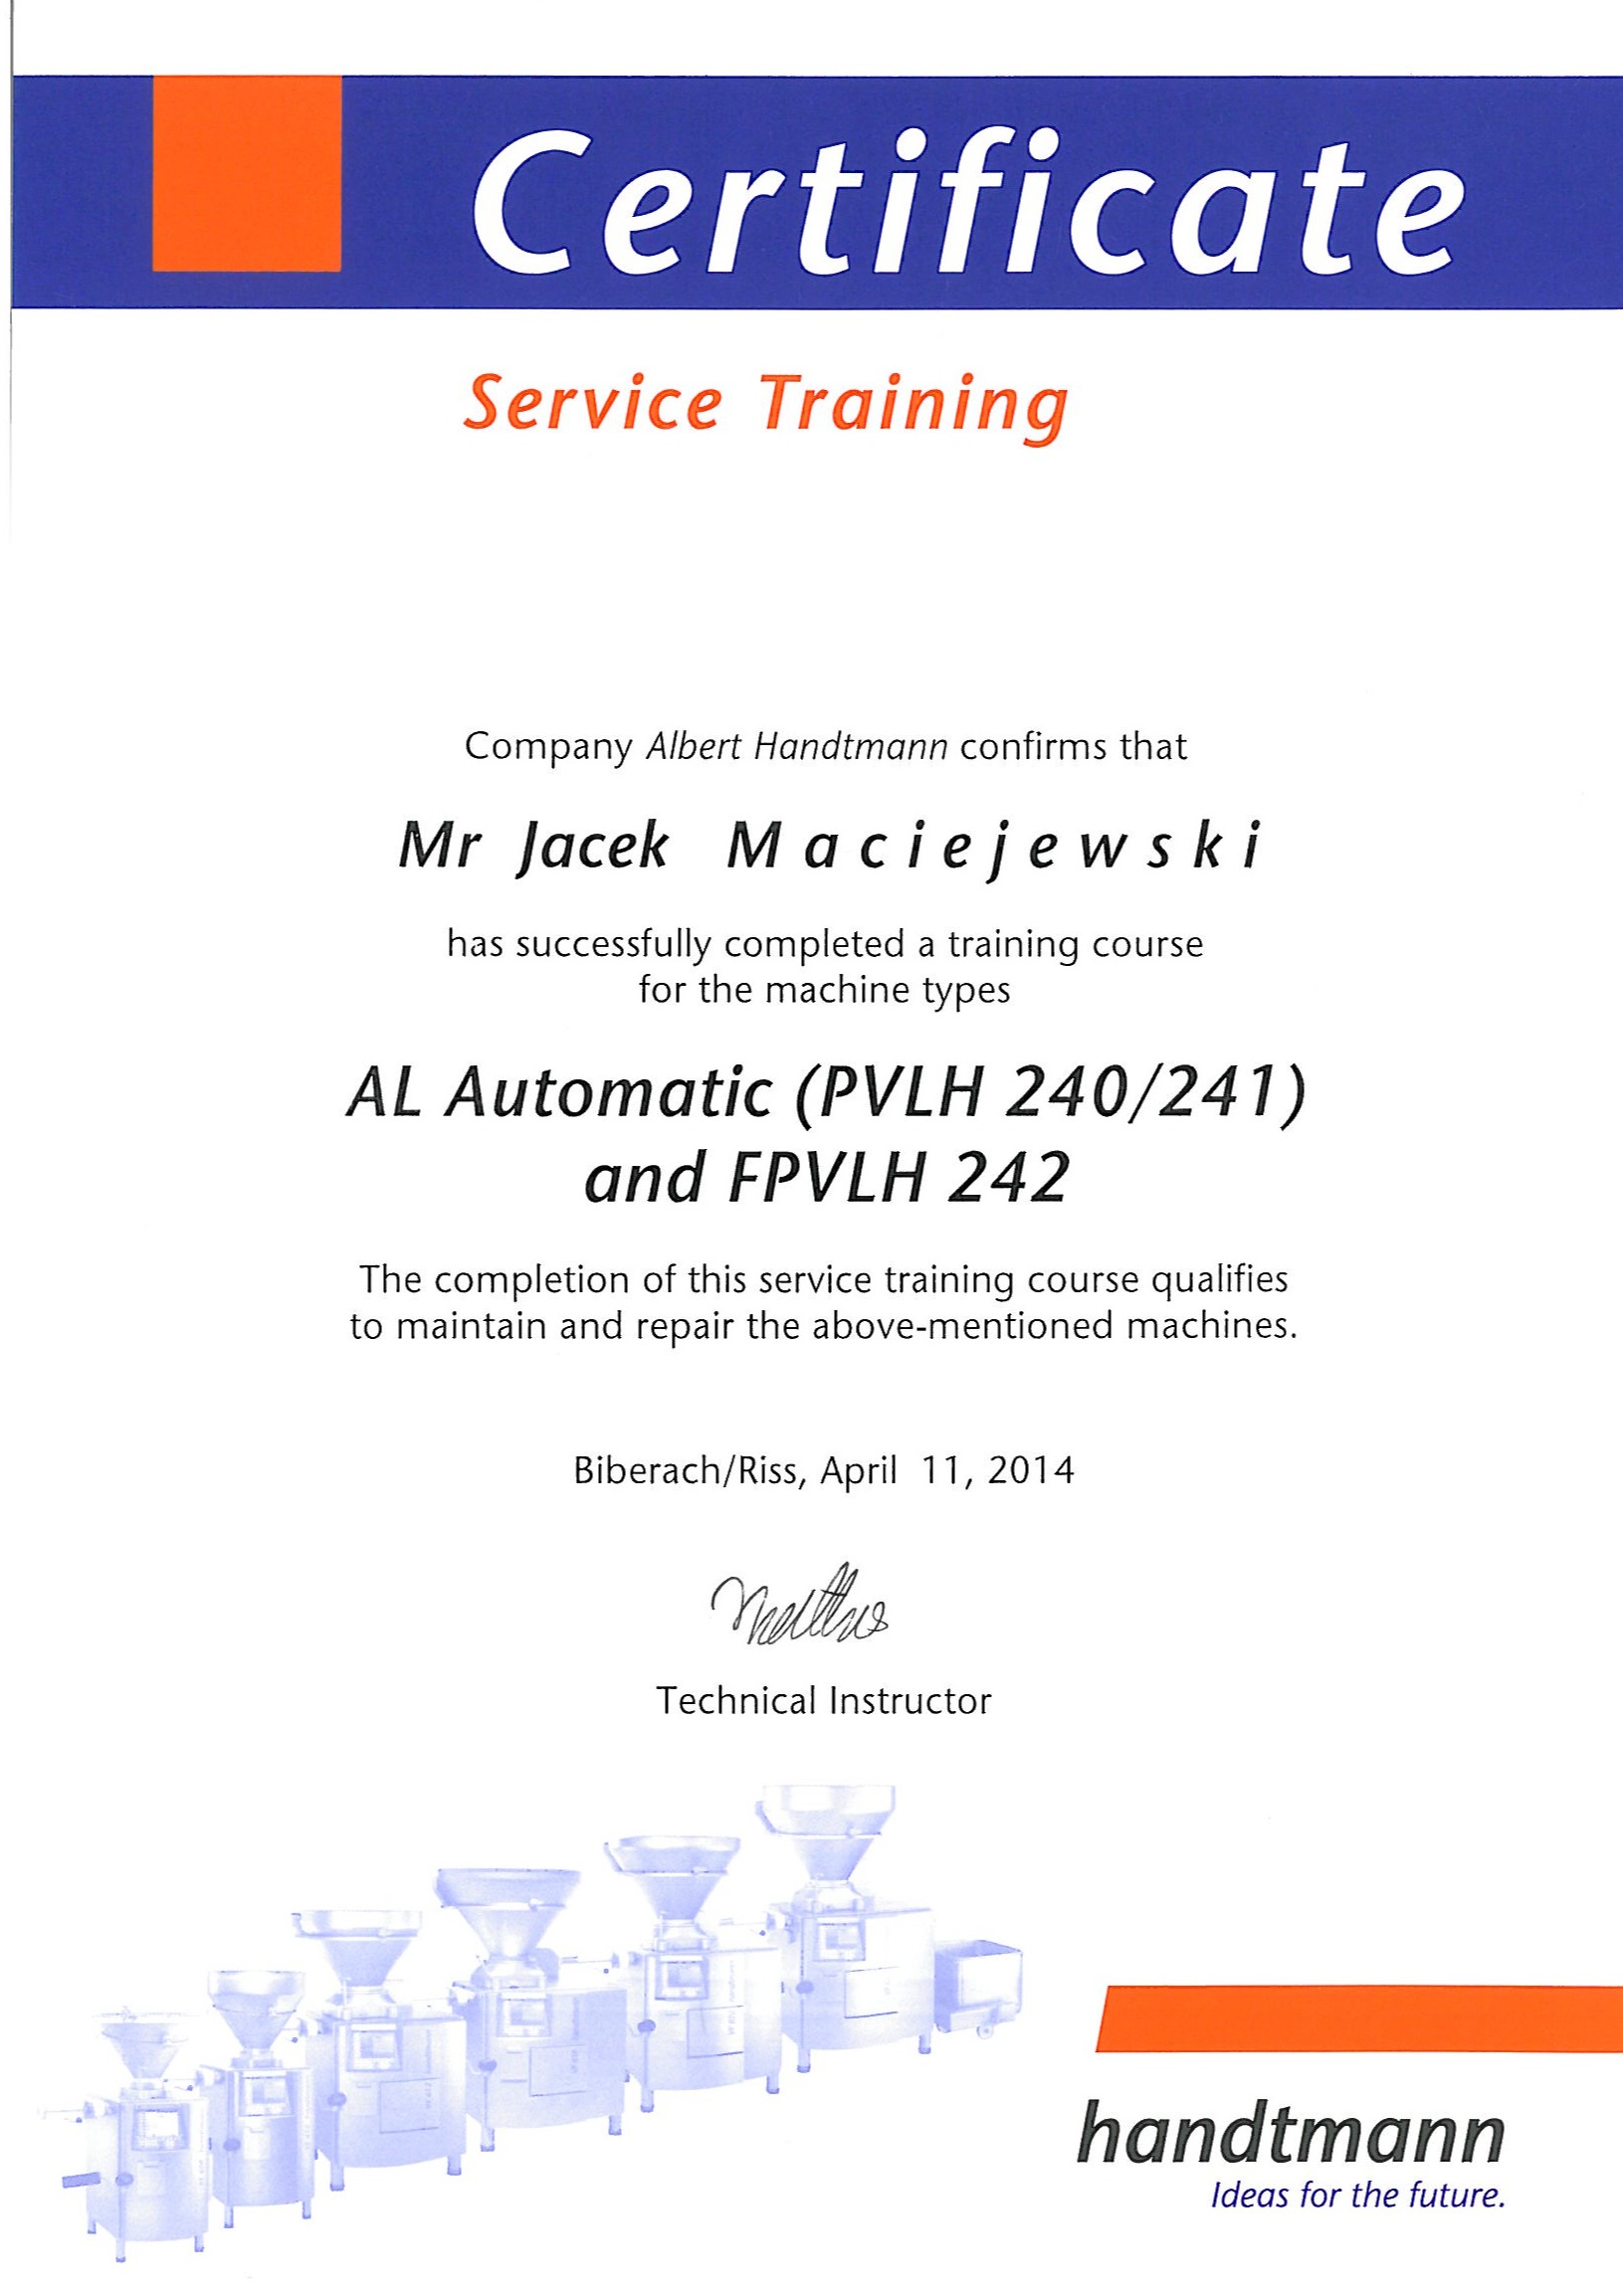 Certificate
Service Training
Company Albert Handtmann confirms that
Mr Jacek Maciejewski
has successfully completed a training course
for the machine types
AL Automatic (PVLH 240/241)
and FPVLH 242
The completion of this service training course qualifies
to maintain and repair the above-mentioned machines.
Biberach/Riss, April 11, 2014
Technical Instructor
handtmann
Ideas for the future.